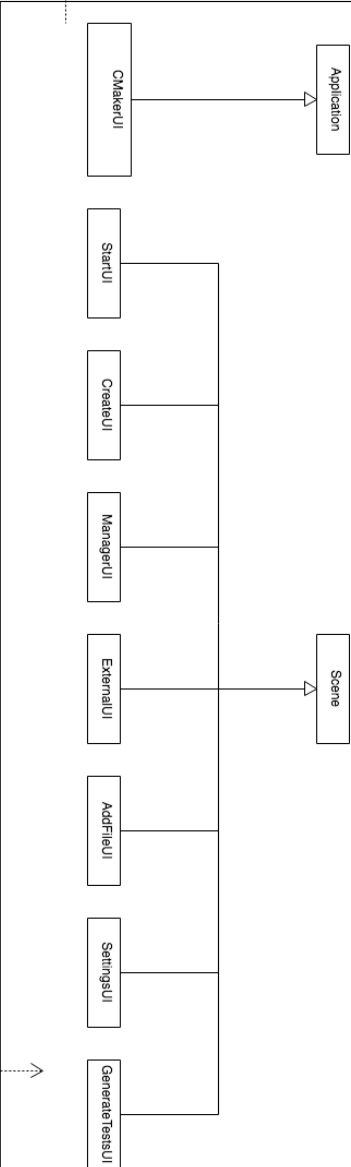 Application
CMakerUI
StartUI
CreateUI
ManagerUI
Scene
ExternalUI
AddFileUI
SettingsUI
GenerateTestsUI